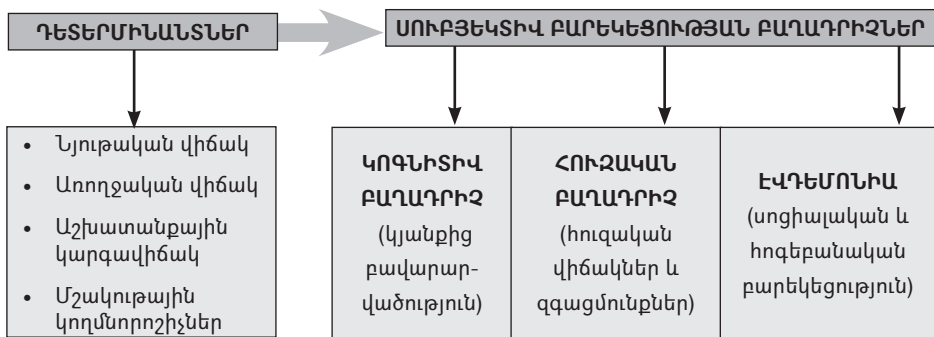 ԴԵՏԵՐՄԻՆԱՆՏՆԵՐ
ՍՈՒԲՅԵԿՏԻՎ ԲԱՐԵԿԵՑՈՒԹՅԱՆ ԲԱՂԱԴՐԻՉՆԵՐ
• Նյութական վիճակ
• Առողջական վիճակ
• Աշխատանքային
կարգավիճակ
• Մշակութային
կողմնորոշիչներ
ԿՈԳՆԻՏԻՎ
ԲԱՂԱԴՐԻՉ
(կյանքից
բավարար-
վածություն)
ՀՈՒԶԱԿԱՆ
ԲԱՂԱԴՐԻՉ
(հուզական
վիճակներ և
զգացմունքներ)
ԷՎԴԵՄՈՆԻԱ
(սոցիալական և
հոգեբանական
բարեկեցություն)